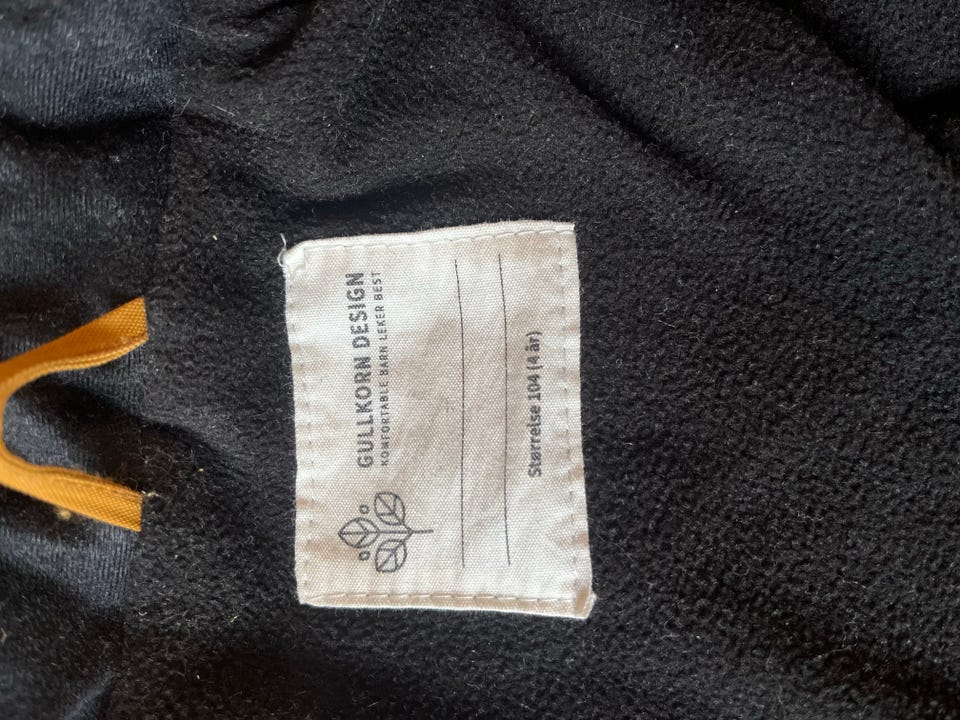 GULLKORN DESIGN
KOMFORTABLE BARN LEKER BEST
Størrelse 104 (4 år)